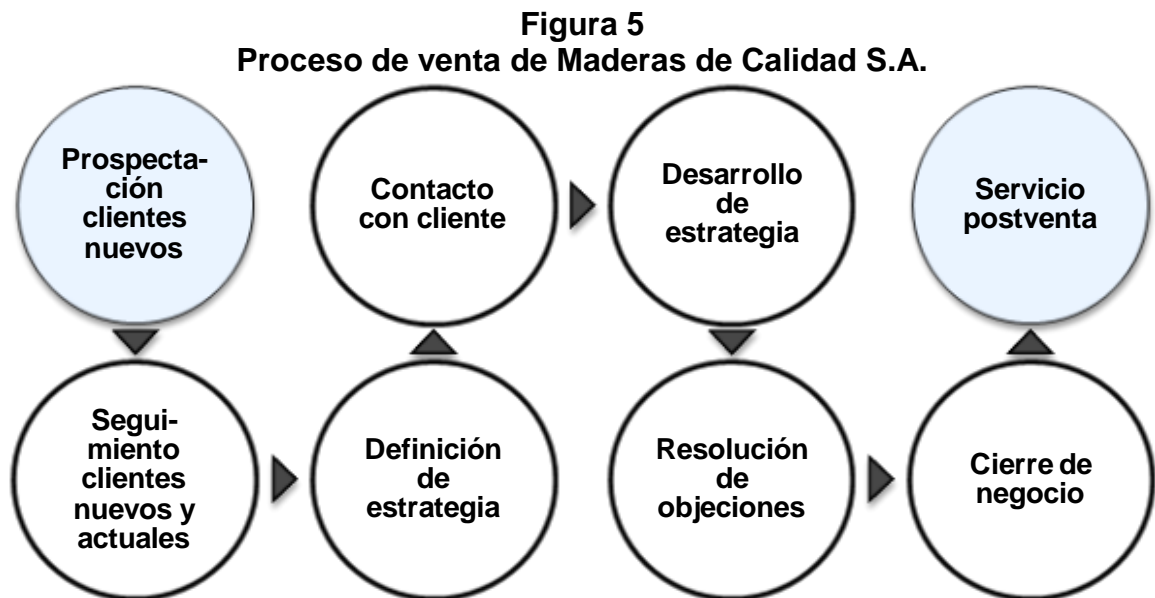 Figura 5
Proceso de venta de Maderas de Calidad S.A.
Prospecta-
ción
clientes
nuevos
Contacto
con cliente
Desarrollo
de
estrategia
Servicio
postventa
Segui-
miento
clientes
nuevos y
actuales
Definición
de
estrategia
Resolución
de
objeciones
Cierre de
negocio